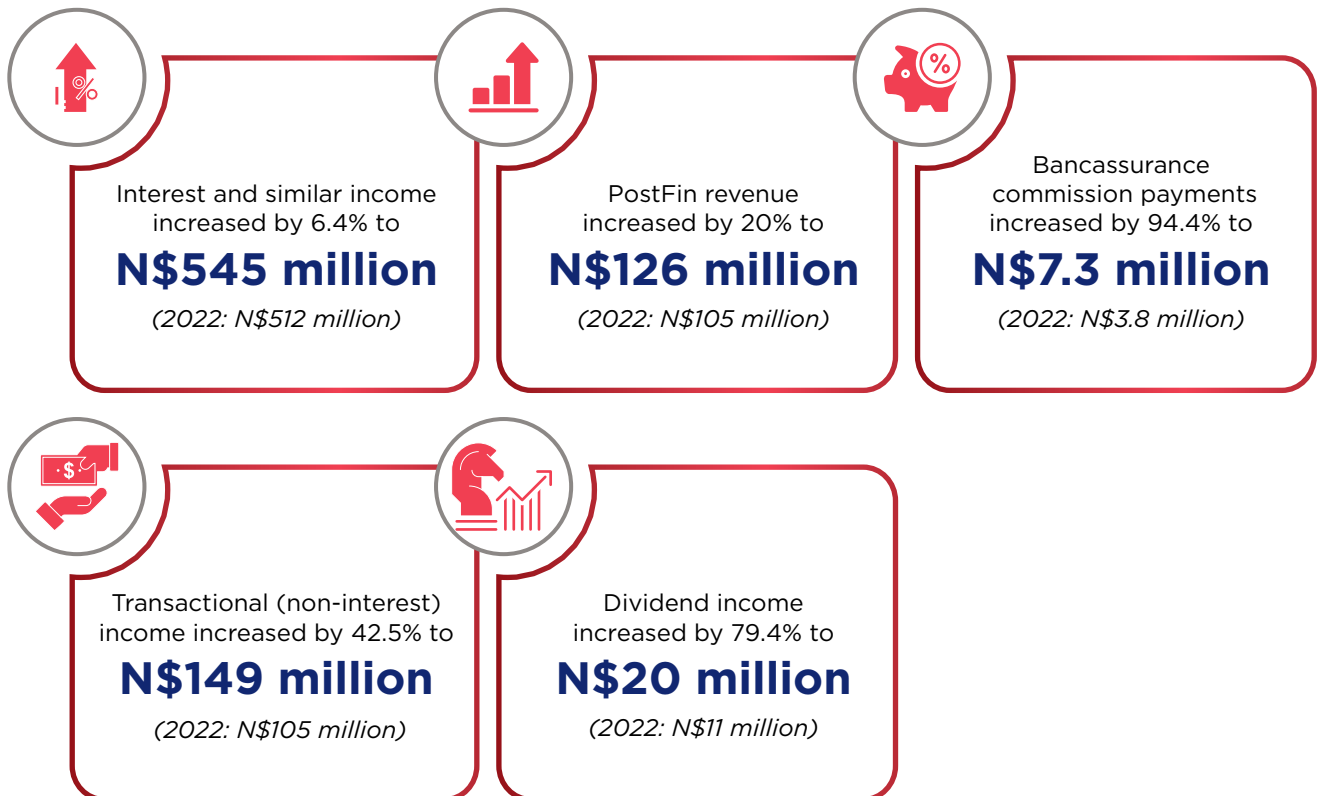 Interest and similar income
increased by 6.4% to
N$545 million
(2022: N$512 million)
PostFin revenue
increased by 20% to
N$126 million
(2022: N$105 million)
%
Bancassurance
commission payments
increased by 94.4% to
N$7.3 million
(2022: N$3.8 million)
$
Transactional (non-interest)
income increased by 42.5% to
N$149 million
(2022: N$105 million)
Dividend income
increased by 79.4% to
N$20 million
(2022: N$11 million)